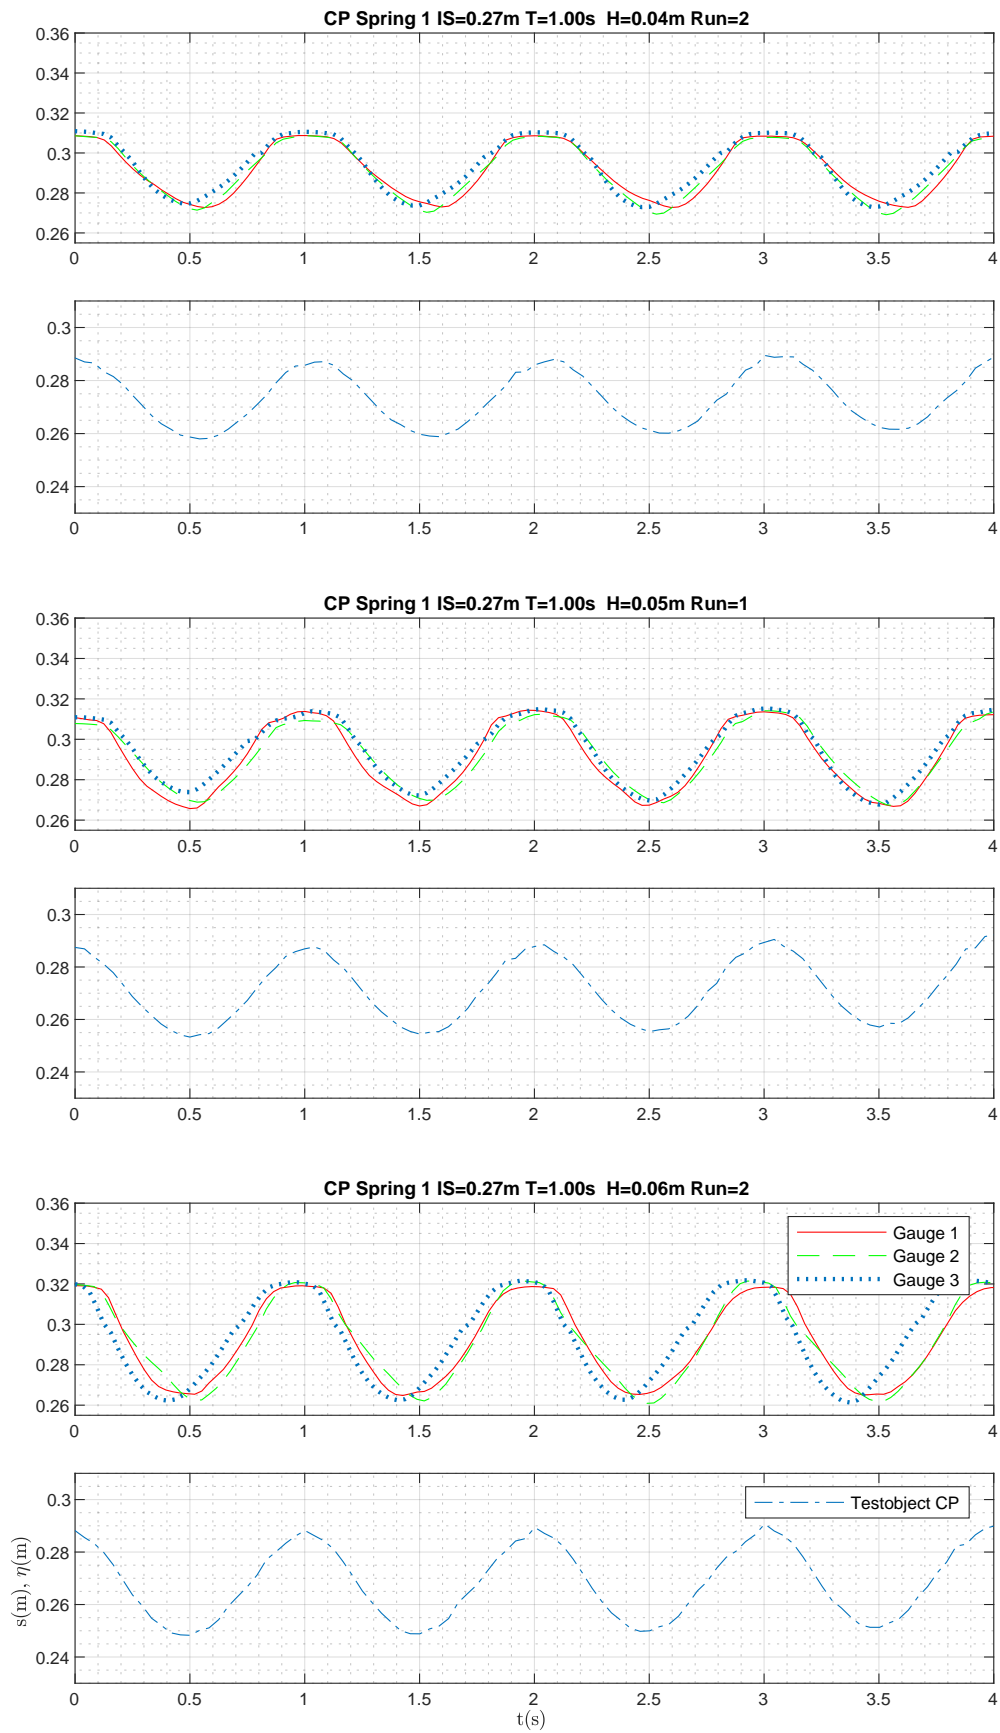 CP Spring 1 IS=0.27m T=1.00s  H=0.04m Run=2
0.36
0.34
0.32
0.3
0.28
0.26
0 0.5 1 1.5 2 2.5 3 3.5 4
0.3
0.28
0.26
0.24
0 0.5 1 1.5 2 2.5 3 3.5 4
CP Spring 1 IS=0.27m T=1.00s  H=0.05m Run=1
0.36
0.34
0.32
0.3
0.28
0.26
0 0.5 1 1.5 2 2.5 3 3.5 4
0.3
0.28
0.26
0.24
0 0.5 1 1.5 2 2.5 3 3.5 4
CP Spring 1 IS=0.27m T=1.00s  H=0.06m Run=2
0.36
0.34
0.32
0.3
0.28
0.26
Gauge 1
Gauge 2
Gauge 3
0 0.5 1 1.5 2 2.5 3 3.5 4
0.3
0.28
0.26
0.24
Testobject CP
s(m), η(m)
0 0.5 1 1.5 2 2.5 3 3.5 4
t(s)